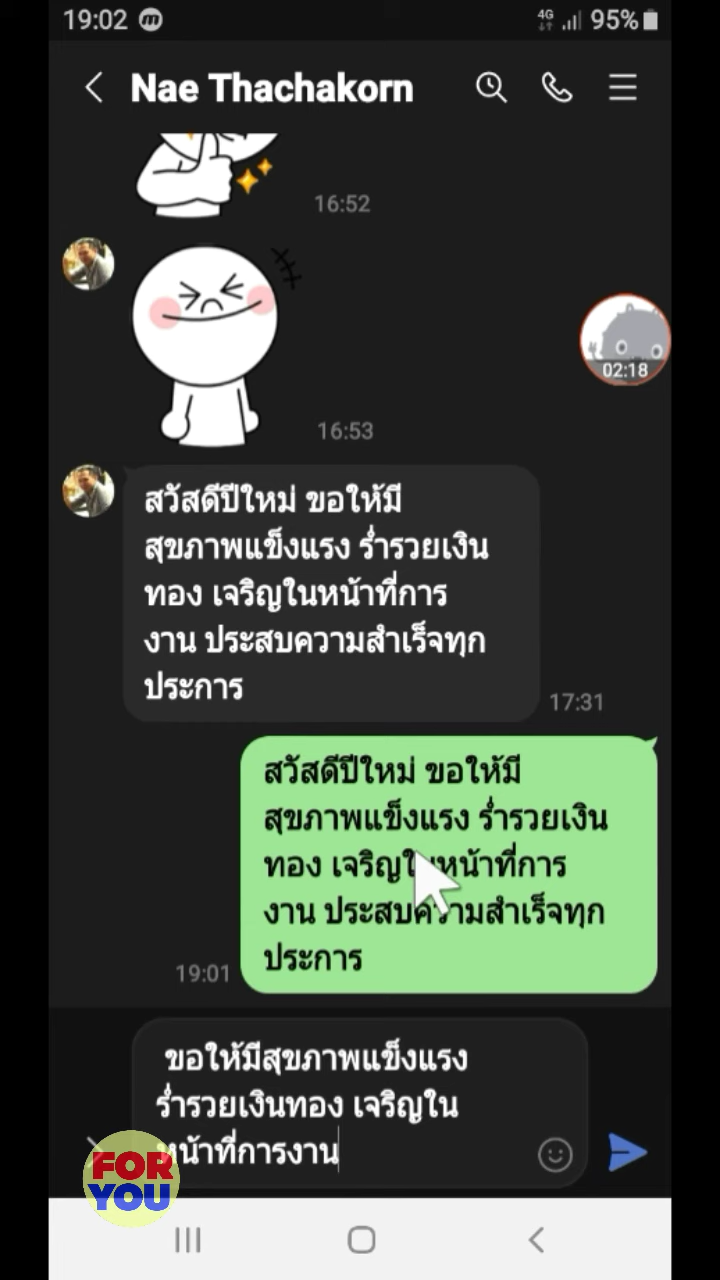 19:02
4G
95%
Nae Thachakorn
16:52
16:53
02:18
สวัสดีปีใหม่ ขอให้มี
สุขภาพแข็งแรง ร่ำรวยเงิน
ทอง เจริญในหน้าที่การ
งาน ประสบความสำเร็จทุก
ประการ
17:31
สวัสดีปีใหม่ ขอให้มี
สุขภาพแข็งแรง ร่ำรวยเงิน
ทอง เจริญในหน้าที่การ
งาน ประสบความสำเร็จทุก
ประการ
19:01
ขอให้มีสุขภาพแข็งแรง
ร่ำรวยเงินทอง เจริญใน
หน้าที่การงาน
FOR
YOU